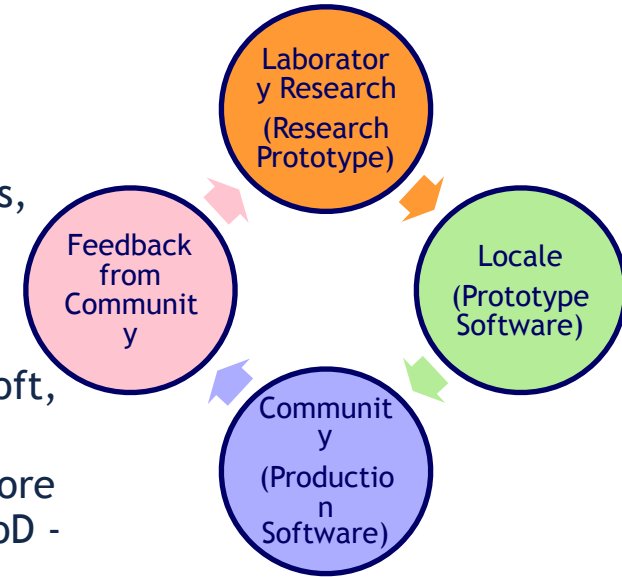 Laborator
y Research
(Research
Prototype)
s,
Feedback
from
Communit
y
Locale
(Prototype
Software)
oft,
ore
oD -
Communit
y
(Productio
n
Software)